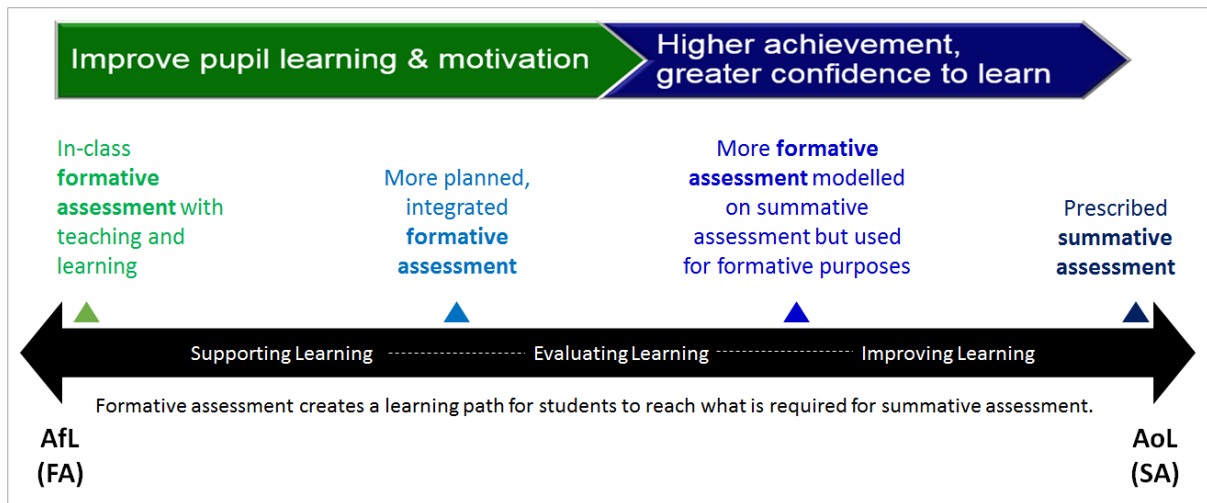 Improve pupil learning & motivation
Higher achievement,
greater confidence to learn
In-class
formative
assessment with
teaching and
learning
More planned,
integrated
formative
assessment
More formative
assessment modelled
on summative
assessment but used
for formative purposes
Prescribed
summative
assessment
Supporting Learning
Evaluating Learning
Improving Learning
Formative assessment creates a learning path for students to reach what is required for summative assessment.
AfL
(FA)
AoL
(SA)